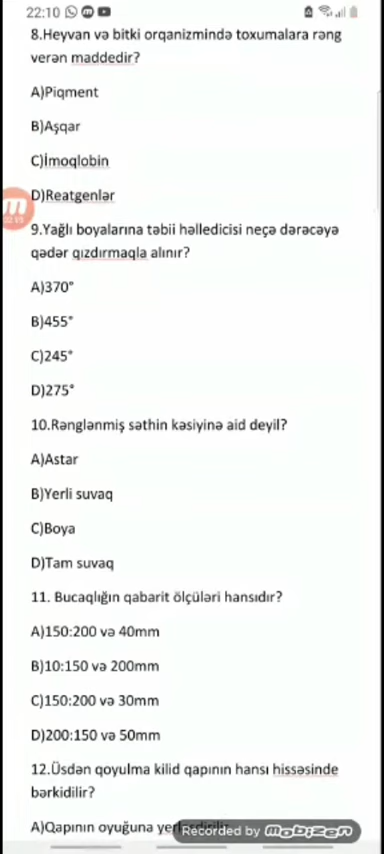 22:10
8.Heyvan və bitki orqanizmində toxumalara rəng
verən maddedir?
A)Piqment
B)Aşqar
C)İmoqlobin
D)Reatgenlər
9.Yağlı boyalarına təbii həlledicisi neçə dərəcəyə
qədər qızdırmaqla alınır?
A)370°
B)455°
C)245°
D)275°
10.Rənglənmiş səthin kəsiyinə aid deyil?
A)Astar
B)Yerli suvaq
C)Boya
D)Tam suvaq
11. Bucaqlığın qabarit ölçüləri hansıdır?
A)150:200 və 40mm
B)10:150 və 200mm
C)150:200 və 30mm
D)200:150 və 50mm
12.Üsdən qoyulma kilid qapının hansı hissəsinde
bərkidilir?
A)Qapının oyuğuna
Recorded by mobizen